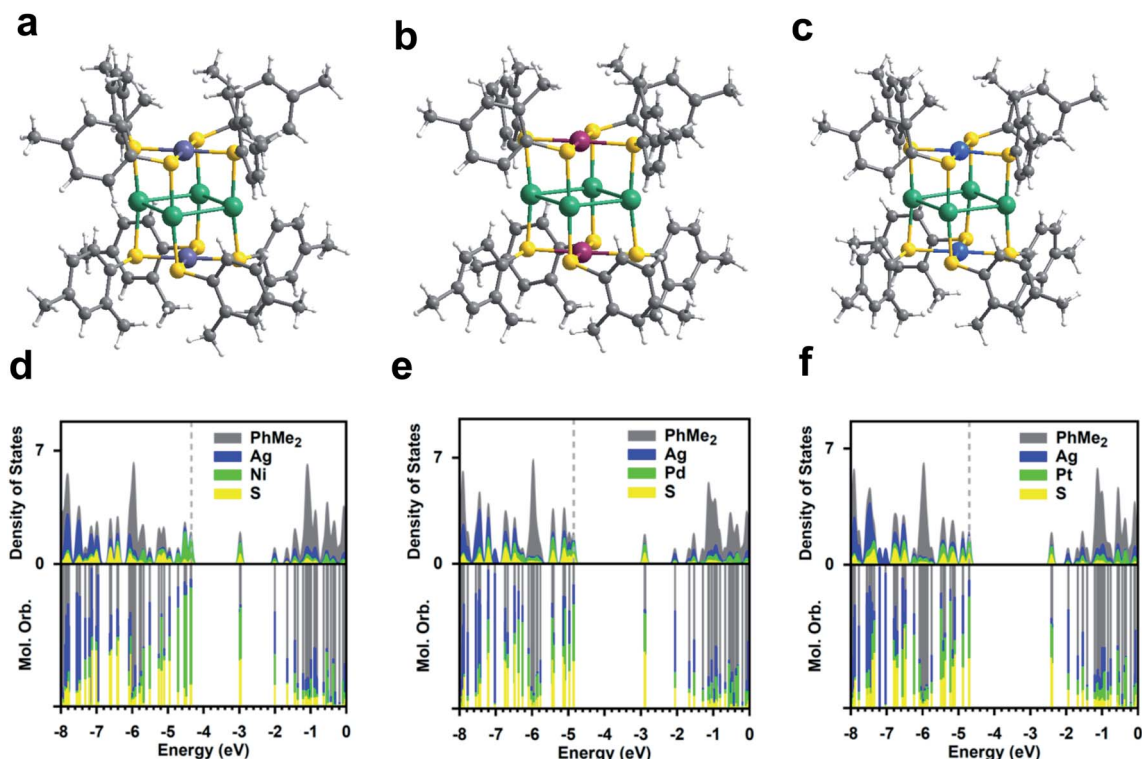 a b c
d e f
Density of States
7
0
PhMe₂
Ag
Ni
S
Mol. Orb.
-8 -7 -6 -5 -4 -3 -2 -1 0
Energy (eV)
Density of States
7
0
PhMe₂
Ag
Pd
S
Mol. Orb.
-8 -7 -6 -5 -4 -3 -2 -1 0
Energy (eV)
Density of States
7
0
PhMe₂
Ag
Pt
S
Mol. Orb.
-8 -7 -6 -5 -4 -3 -2 -1 0
Energy (eV)